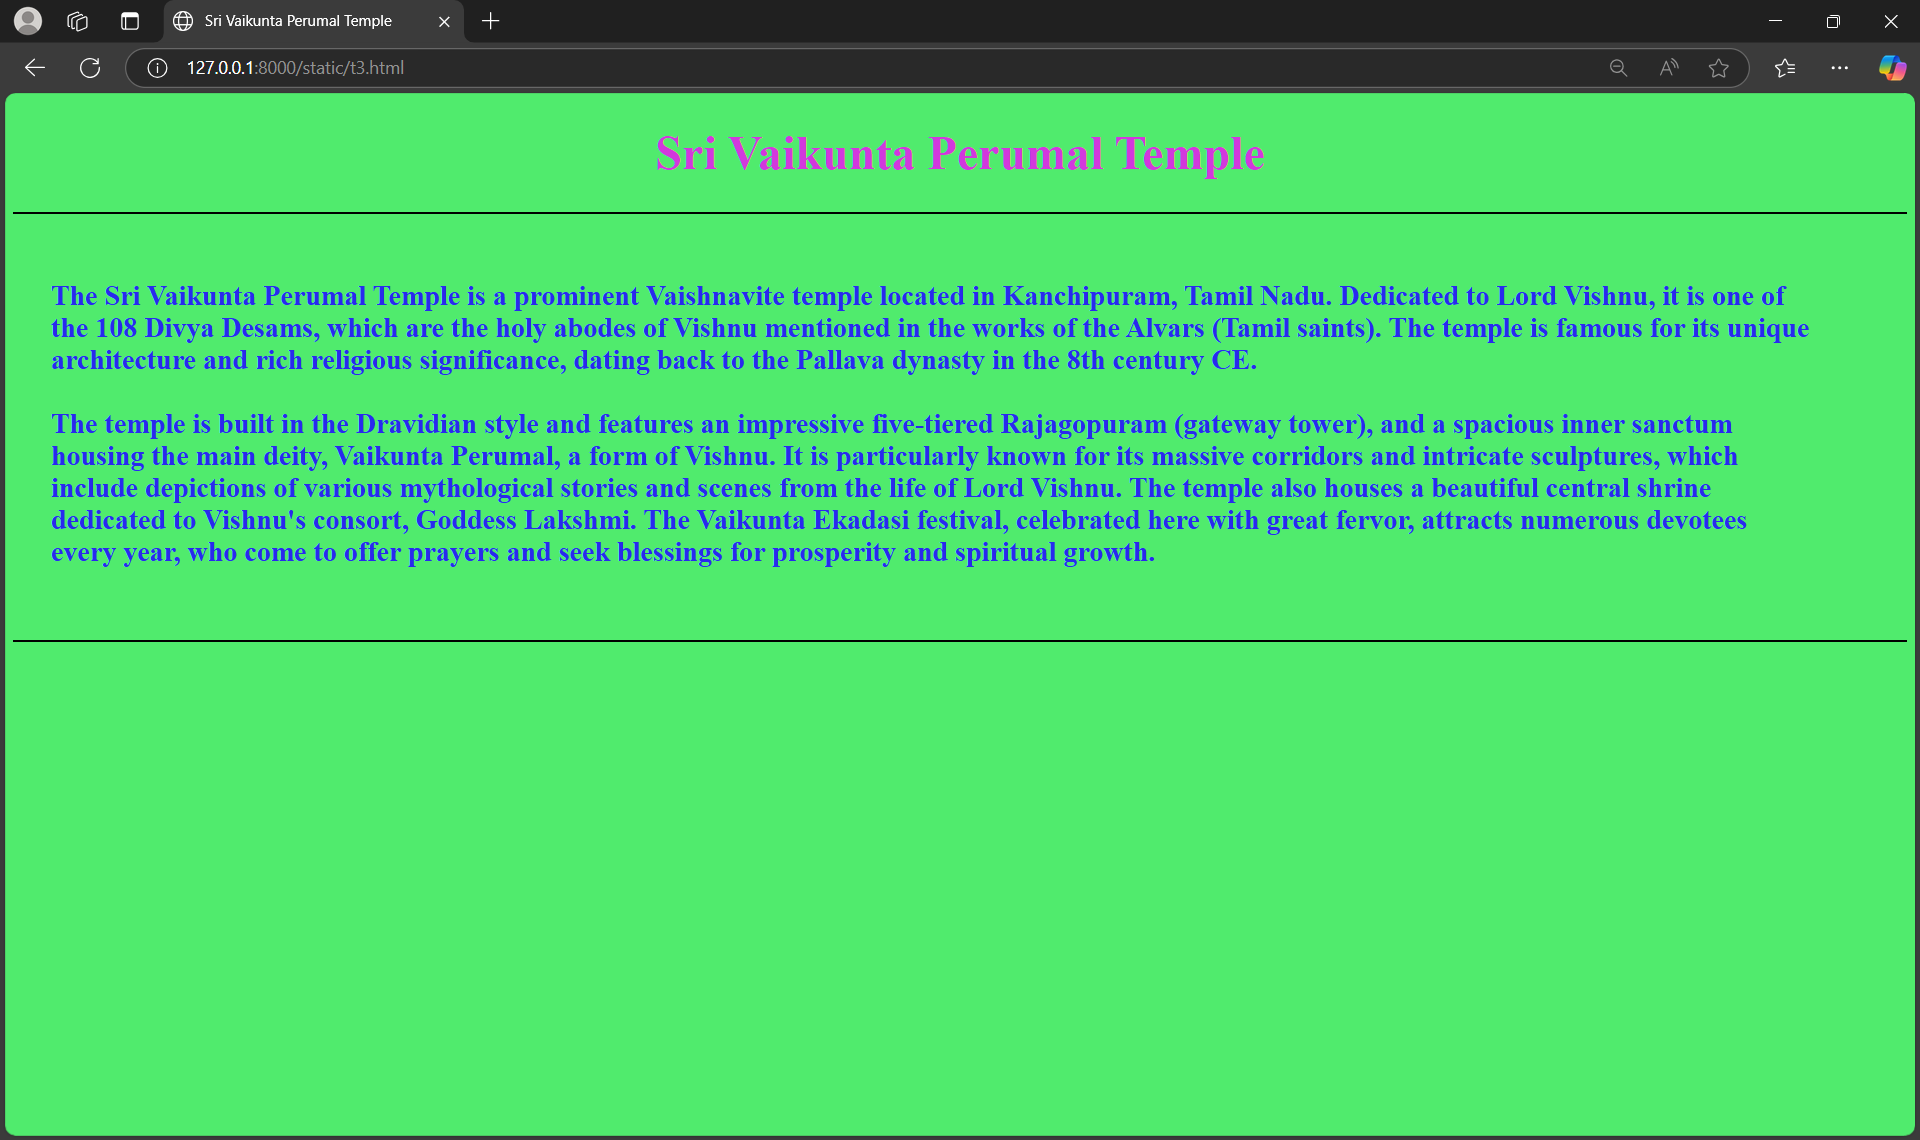 Sri Vaikunta Perumal Temple
127.0.0.1:8000/static/t3.html
Sri Vaikunta Perumal Temple
The Sri Vaikunta Perumal Temple is a prominent Vaishnavite temple located in Kanchipuram, Tamil Nadu. Dedicated to Lord Vishnu, it is one of
the 108 Divya Desams, which are the holy abodes of Vishnu mentioned in the works of the Alvars (Tamil saints). The temple is famous for its unique
architecture and rich religious significance, dating back to the Pallava dynasty in the 8th century CE.
The temple is built in the Dravidian style and features an impressive five-tiered Rajagopuram (gateway tower), and a spacious inner sanctum
housing the main deity, Vaikunta Perumal, a form of Vishnu. It is particularly known for its massive corridors and intricate sculptures, which
include depictions of various mythological stories and scenes from the life of Lord Vishnu. The temple also houses a beautiful central shrine
dedicated to Vishnu's consort, Goddess Lakshmi. The Vaikunta Ekadasi festival, celebrated here with great fervor, attracts numerous devotees
every year, who come to offer prayers and seek blessings for prosperity and spiritual growth.